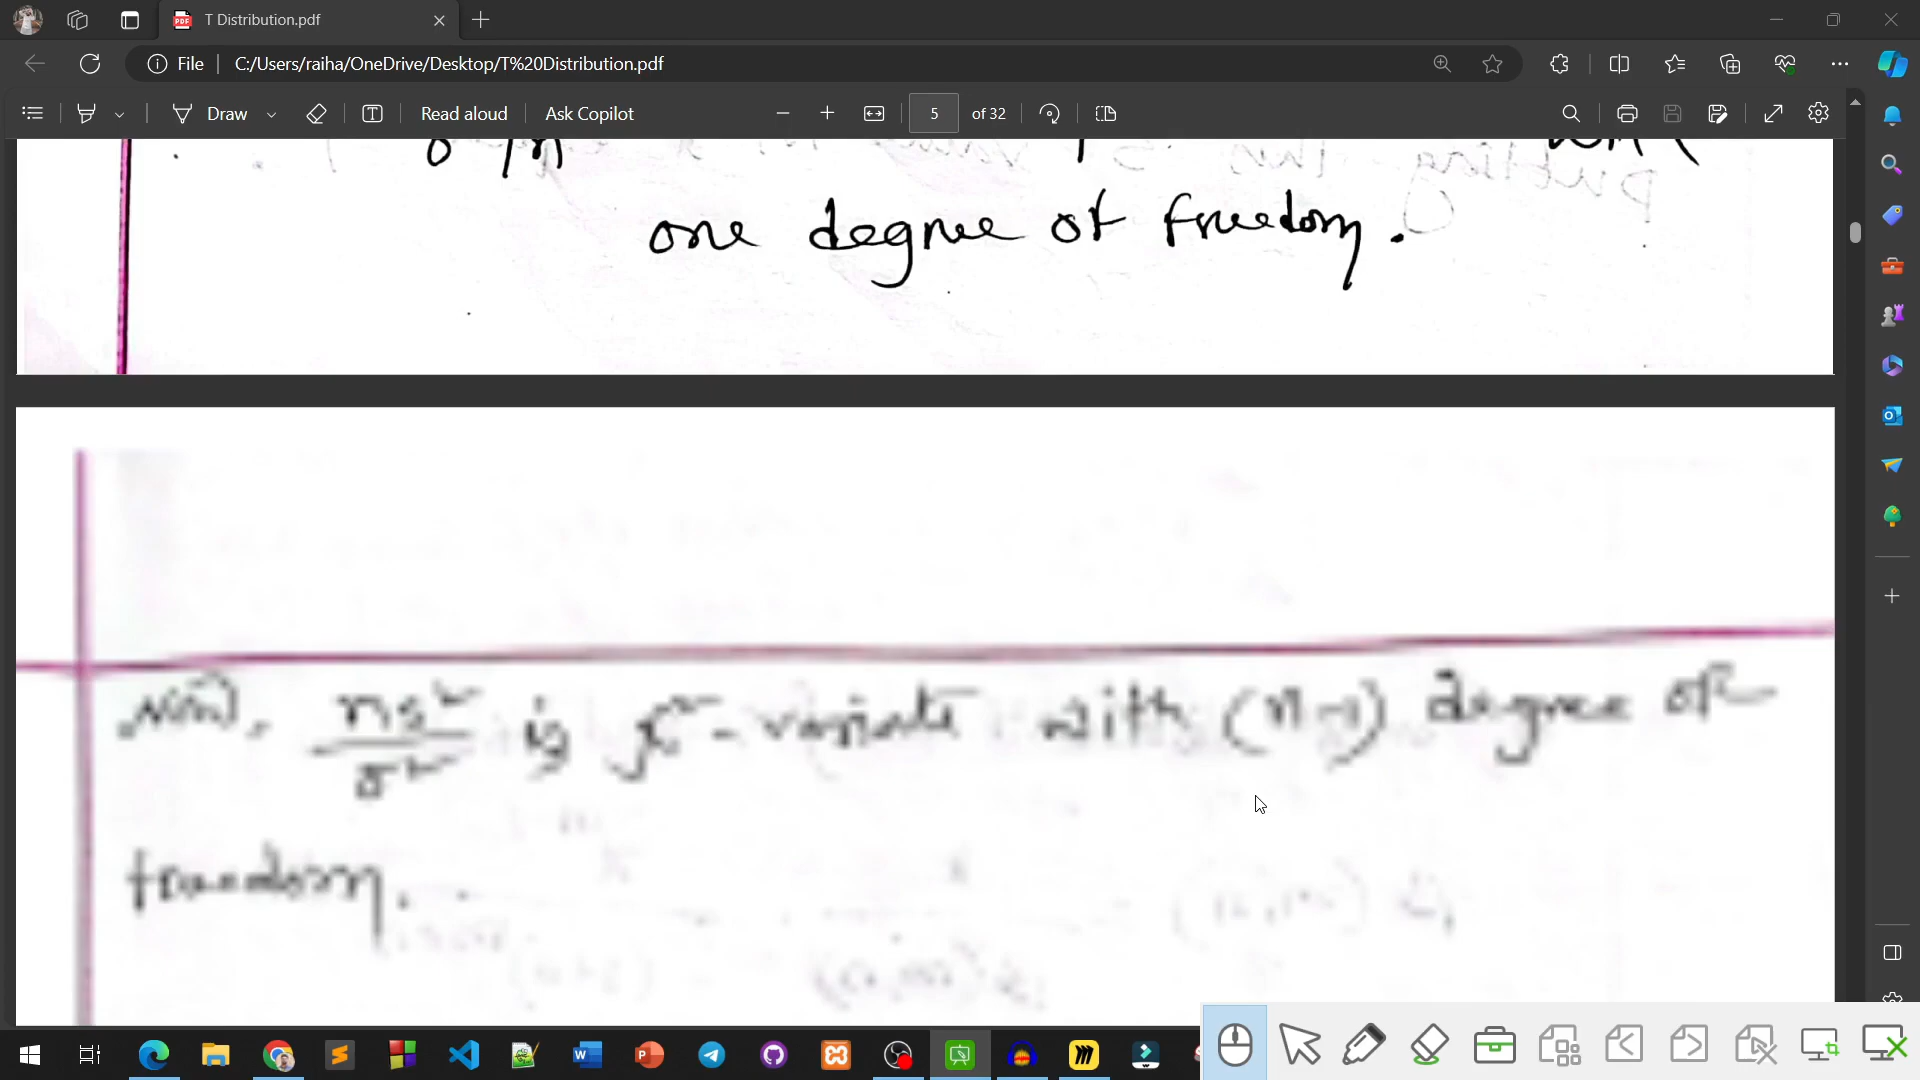 T Distribution.pdf
File
C:/Users/raiha/OneDrive/Desktop/T%20Distribution.pdf
Draw
Read aloud
Ask Copilot
5
of 32
one degree of freedom.
Now, ns²/σ² is χ²-variate with (n-1) degree of
freedom.